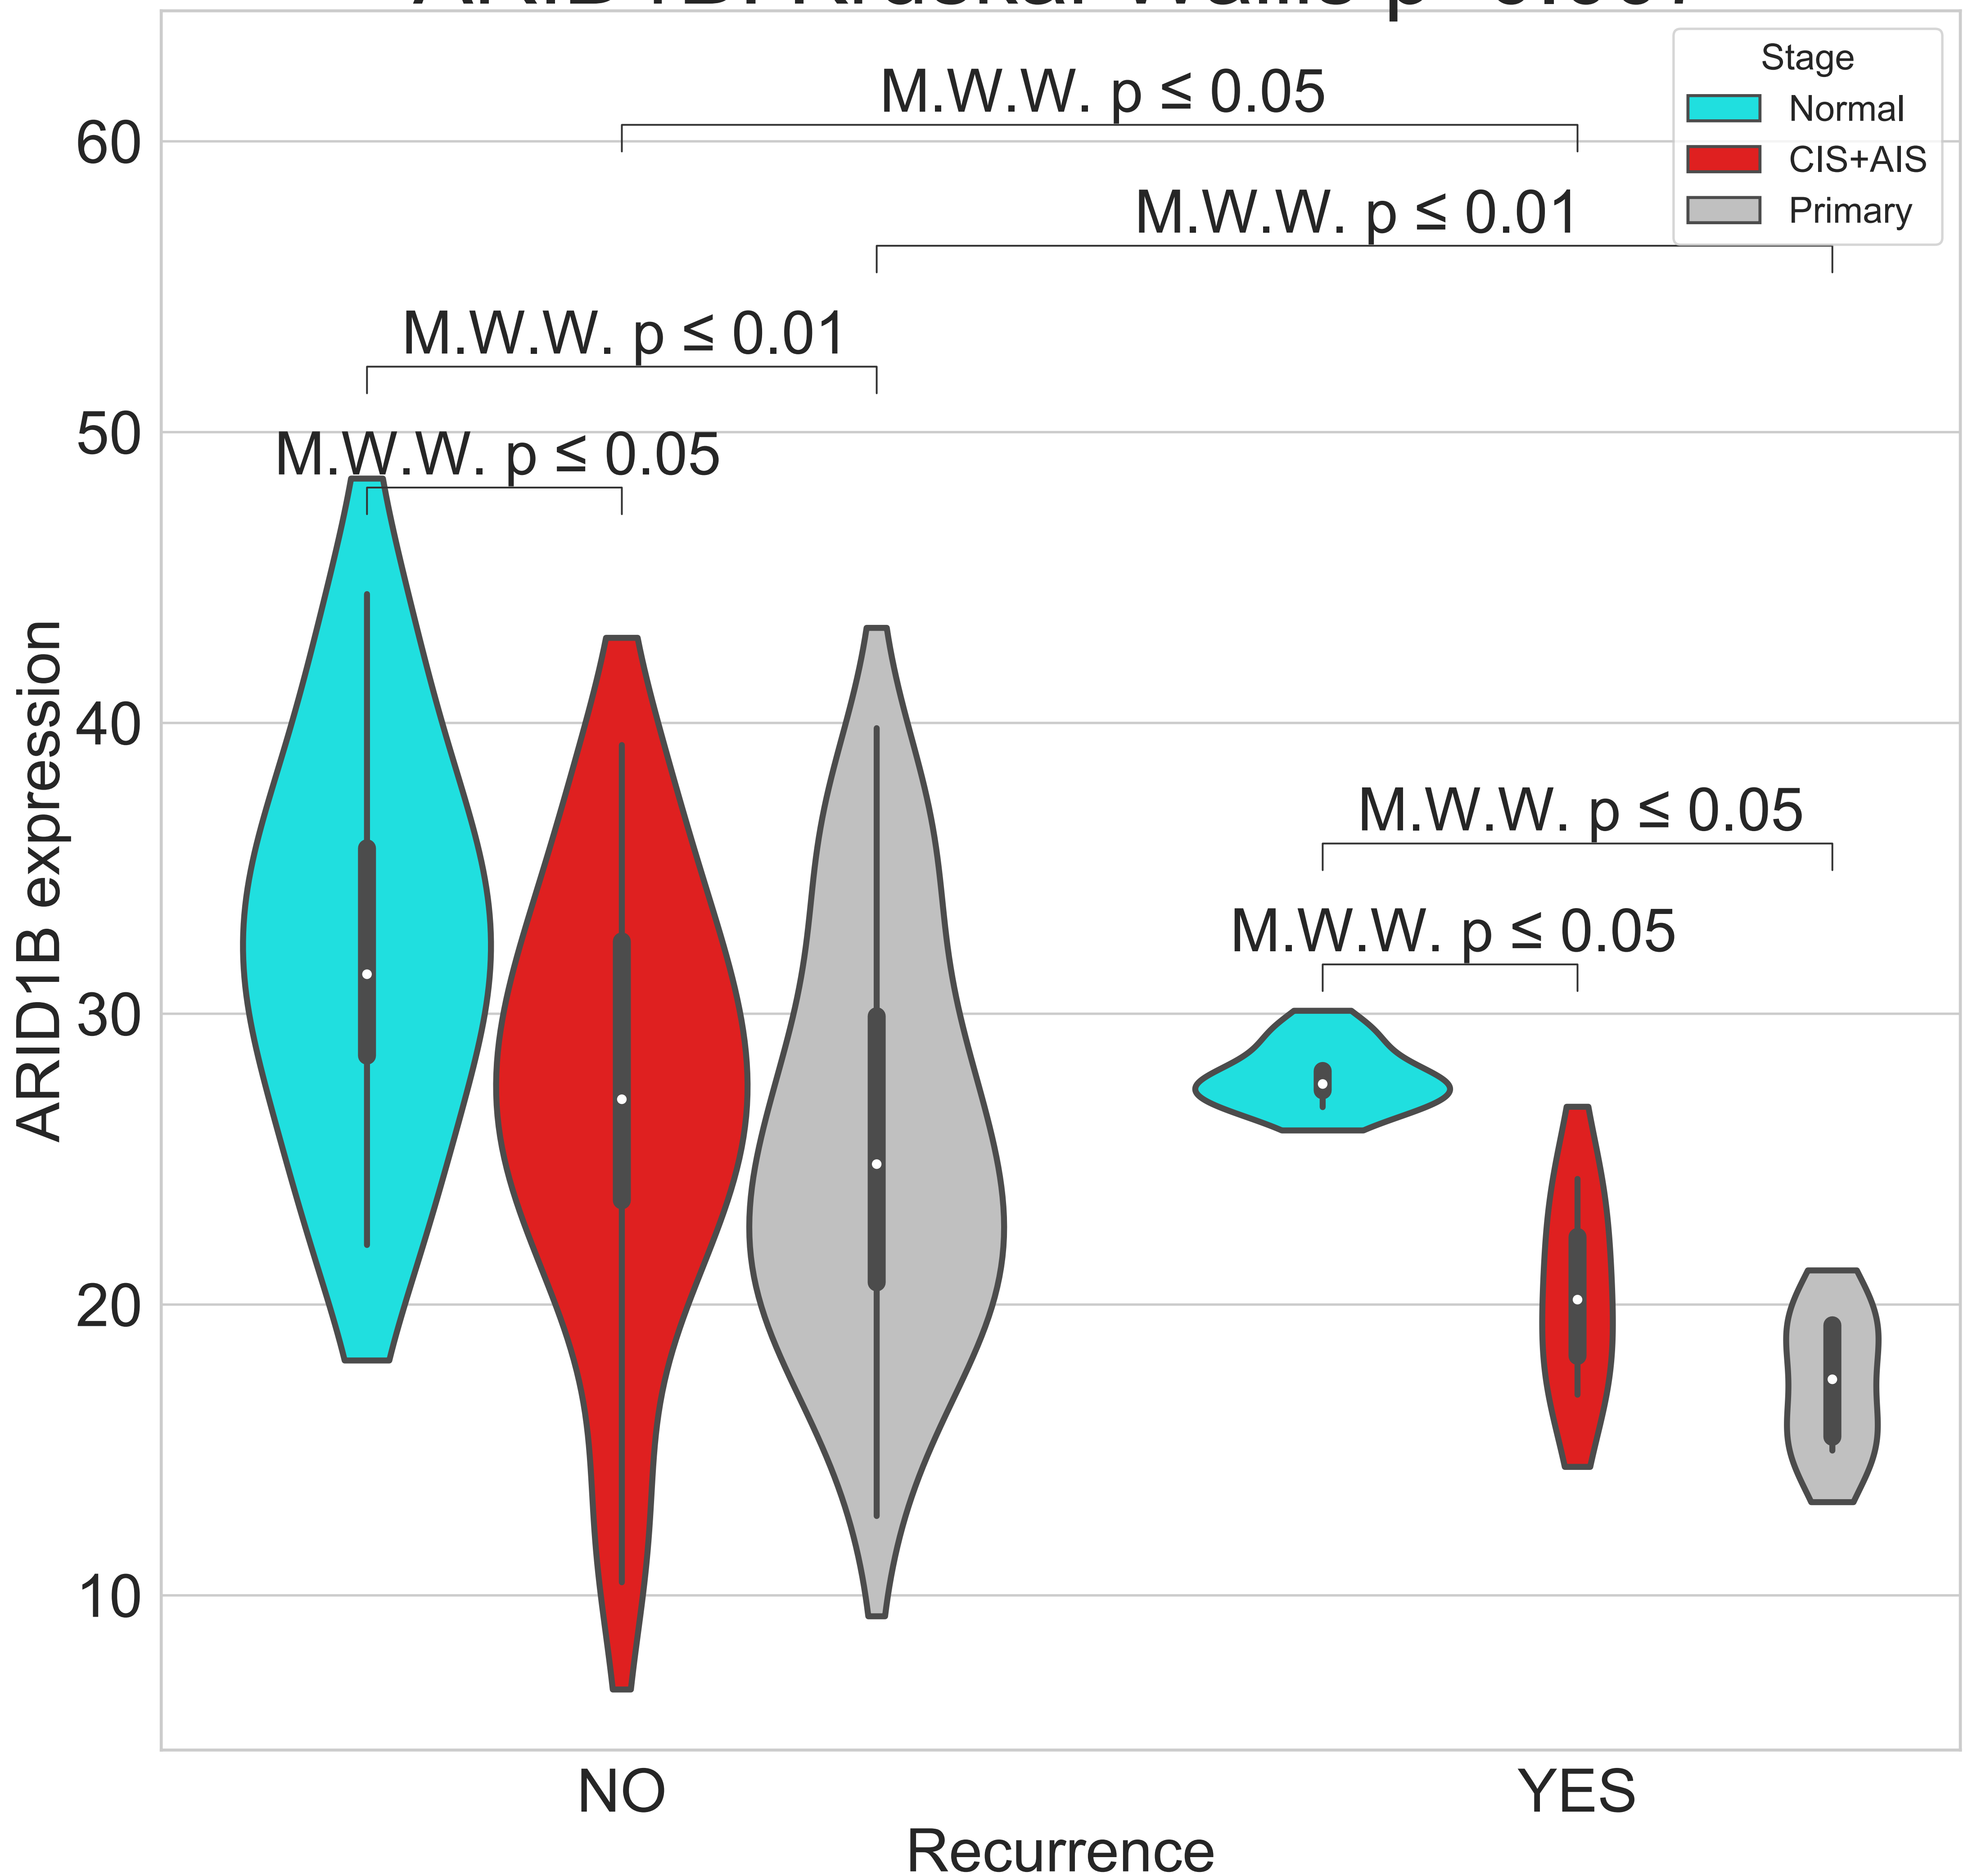 M.W.W. p ≤ 0.05
Stage
Normal
CIS+AIS
Primary
M.W.W. p ≤ 0.01
M.W.W. p ≤ 0.01
M.W.W. p ≤ 0.05
M.W.W. p ≤ 0.05
M.W.W. p ≤ 0.05
60
50
40
30
20
10
ARID1B expression
NO
YES
Recurrence